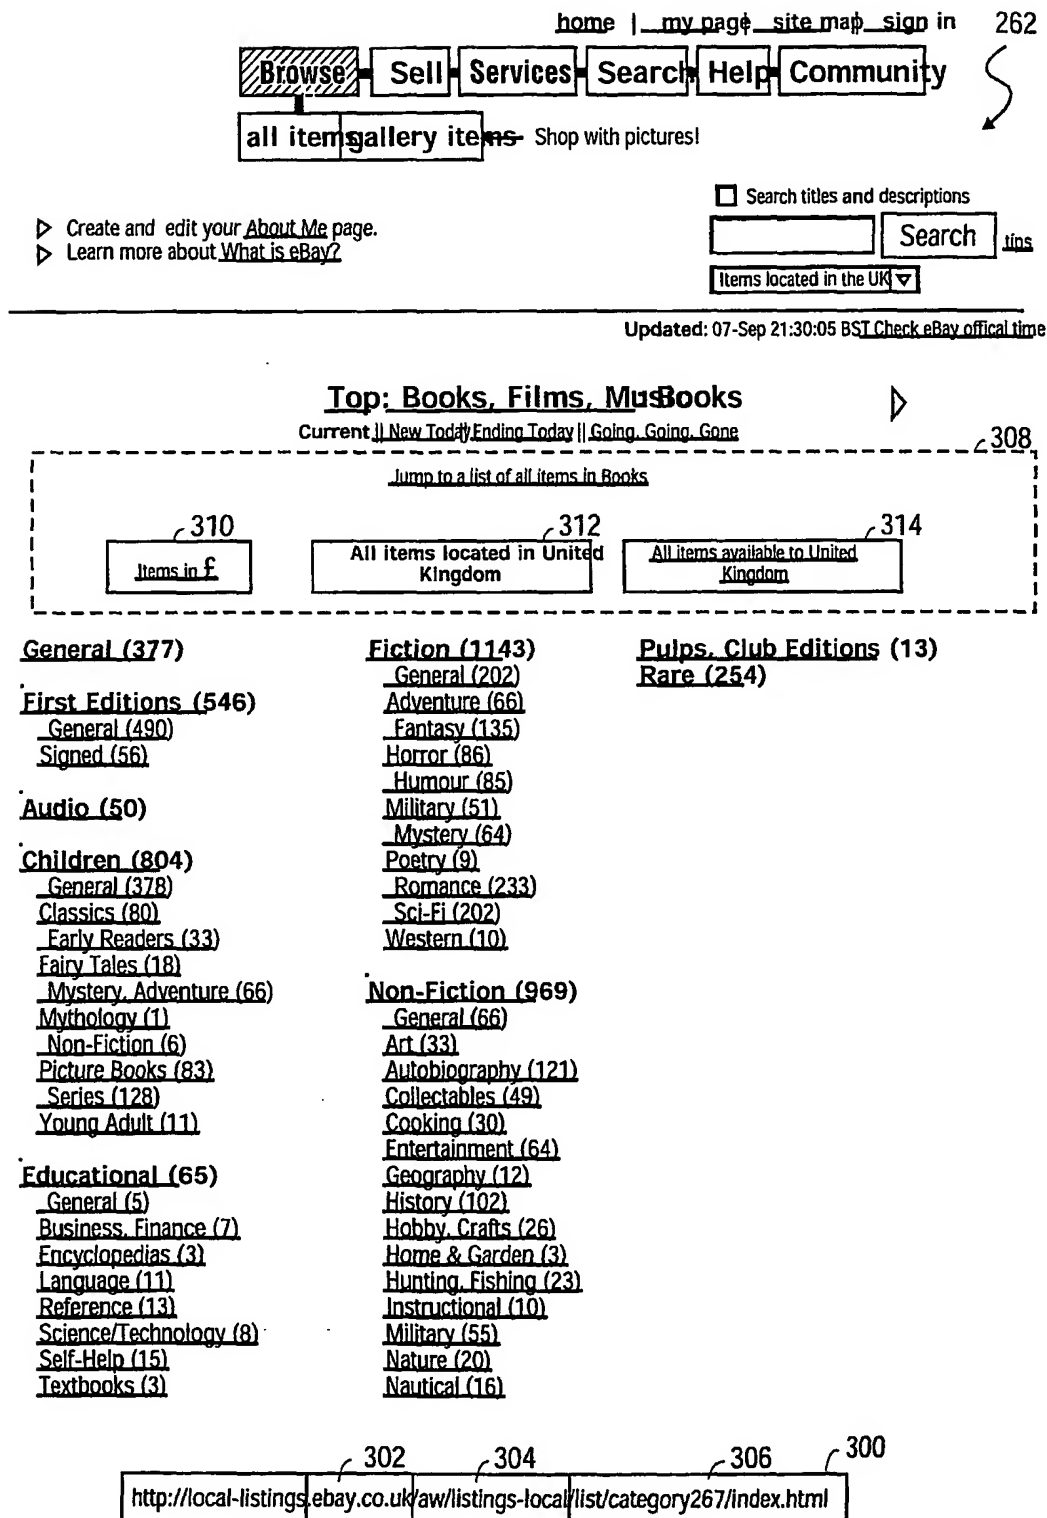 home | my page site map sign in 262
Browse Sell Services Search Help Community
all items gallery items Shop with pictures!
Search titles and descriptions
Create and edit your About Me page.
Learn more about What is eBay?
Search tips
Items located in the UK
Updated: 07-Sep 21:30:05 BST Check eBay offical time
Top: Books, Films, Music: Books
Current || New Today || Ending Today || Going, Going, Gone
308
Jump to a list of all items in Books
310 312 314
Items in £
All items located in United Kingdom
All items available to United Kingdom
General (377)
First Editions (546)
General (490)
Signed (56)
Audio (50)
Children (804)
General (378)
Classics (80)
Early Readers (33)
Fairy Tales (18)
Mystery, Adventure (66)
Mythology (1)
Non-Fiction (6)
Picture Books (83)
Series (128)
Young Adult (11)
Educational (65)
General (5)
Business, Finance (7)
Encyclopedias (3)
Language (11)
Reference (13)
Science/Technology (8)
Self-Help (15)
Textbooks (3)
Fiction (1143)
General (202)
Adventure (66)
Fantasy (135)
Horror (86)
Humour (85)
Military (51)
Mystery (64)
Poetry (9)
Romance (233)
Sci-Fi (202)
Western (10)
Non-Fiction (969)
General (66)
Art (33)
Autobiography (121)
Collectables (49)
Cooking (30)
Entertainment (64)
Geography (12)
History (102)
Hobby, Crafts (26)
Home & Garden (3)
Hunting, Fishing (23)
Instructional (10)
Military (55)
Nature (20)
Nautical (16)
Pulps, Club Editions (13)
Rare (254)
302 304 306 300
http://local-listings.ebay.co.uk/aw/listings-local/list/category267/index.html